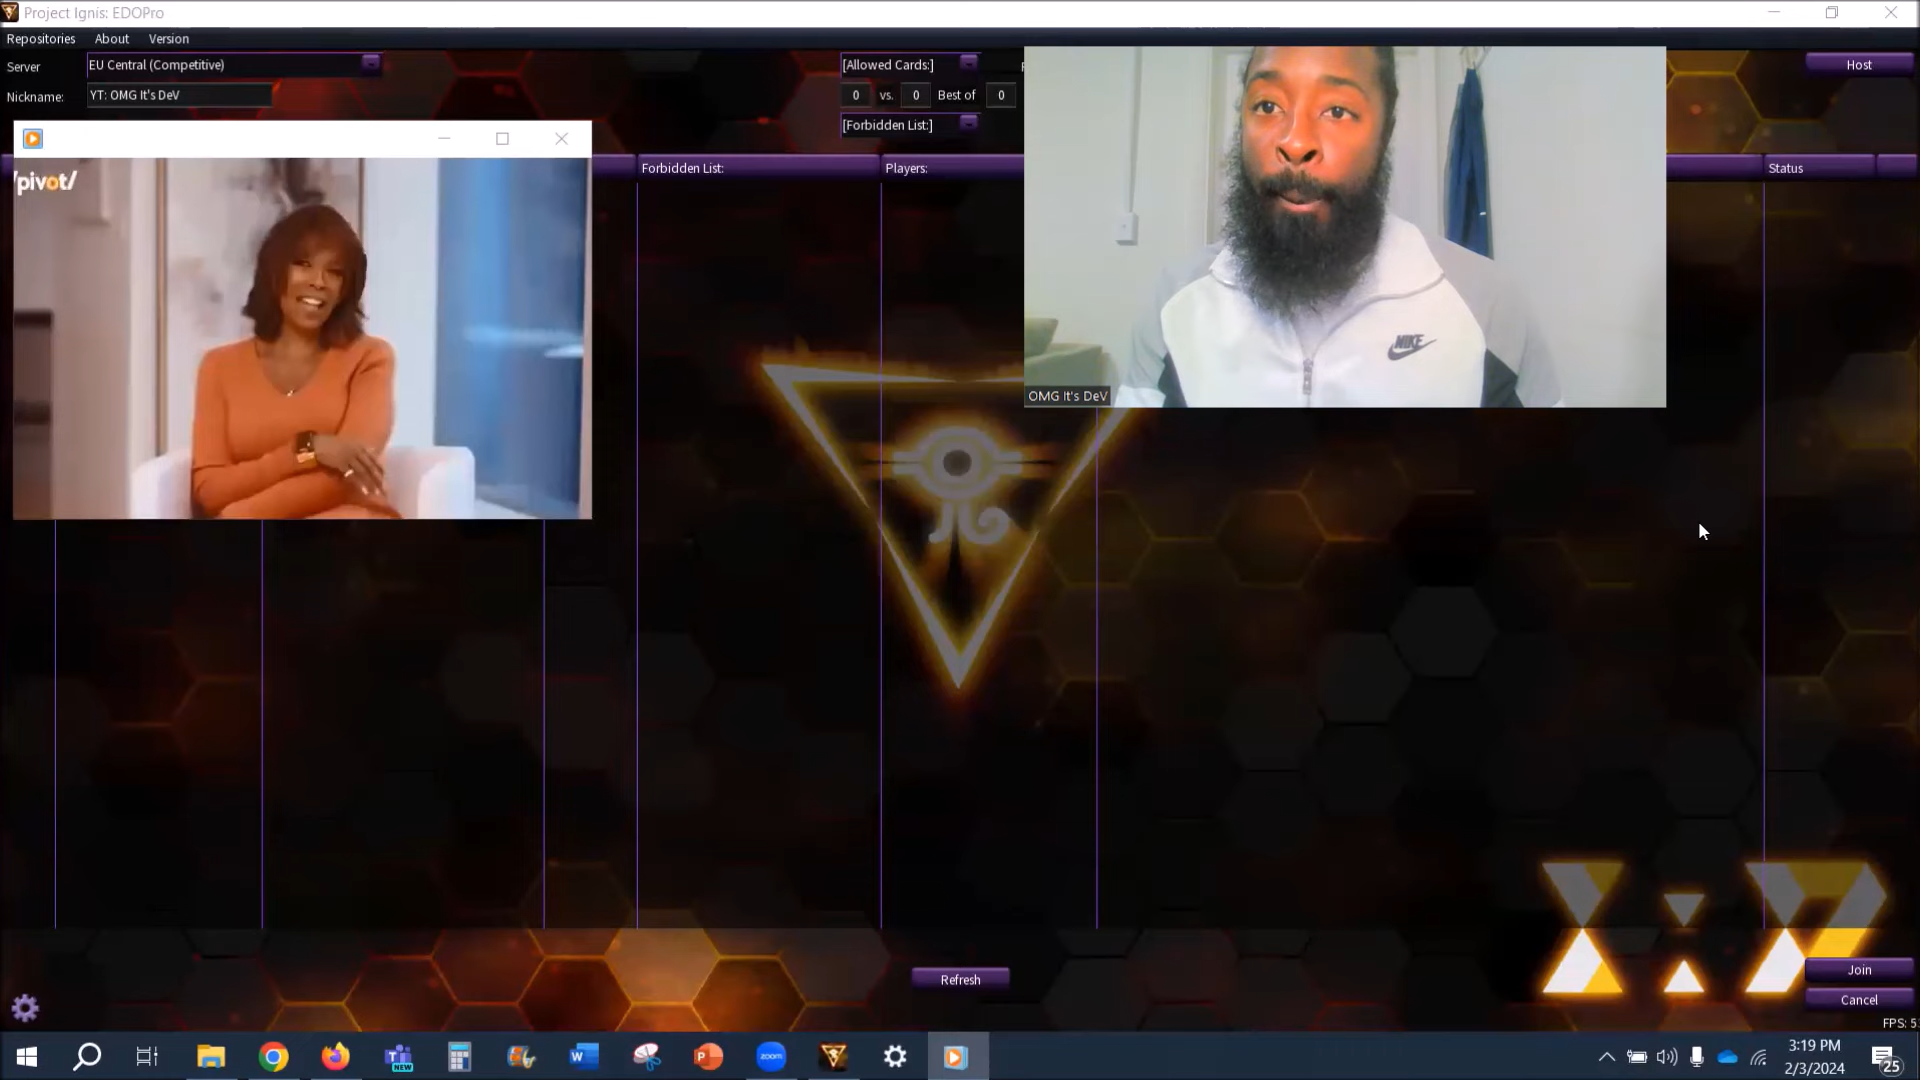 Project Ignis: EDOPro
Repositories About Version
Server EU Central (Competitive) [Allowed Cards:] Host
Nickname: YT: OMG It's DeV 0 vs. 0 Best of 0
[Forbidden List:]
Forbidden List: Players: Status
/pivot/
NIKE
OMG It's DeV
Refresh
Join
Cancel
FPS: 5
NEW
W
P
zoom
3:19 PM
2/3/2024
25